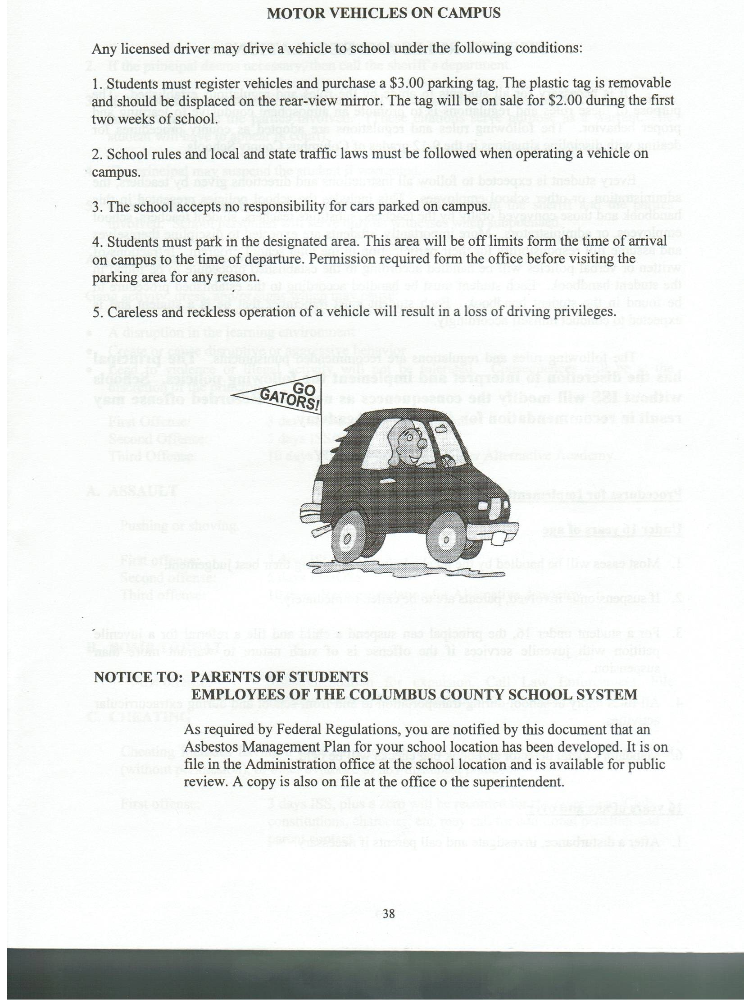 MOTOR VEHICLES ON CAMPUS
Any licensed driver may drive a vehicle to school under the following conditions:
1. Students must register vehicles and purchase a $3.00 parking tag. The plastic tag is removable
and should be displaced on the rear-view mirror. The tag will be on sale for $2.00 during the first
two weeks of school.
2. School rules and local and state traffic laws must be followed when operating a vehicle on
campus.
3. The school accepts no responsibility for cars parked on campus.
4. Students must park in the designated area. This area will be off limits form the time of arrival
on campus to the time of departure. Permission required form the office before visiting the
parking area for any reason.
5. Careless and reckless operation of a vehicle will result in a loss of driving privileges.
GO
GATORS!
NOTICE TO: PARENTS OF STUDENTS
EMPLOYEES OF THE COLUMBUS COUNTY SCHOOL SYSTEM
As required by Federal Regulations, you are notified by this document that an
Asbestos Management Plan for your school location has been developed. It is on
file in the Administration office at the school location and is available for public
review. A copy is also on file at the office o the superintendent.
38